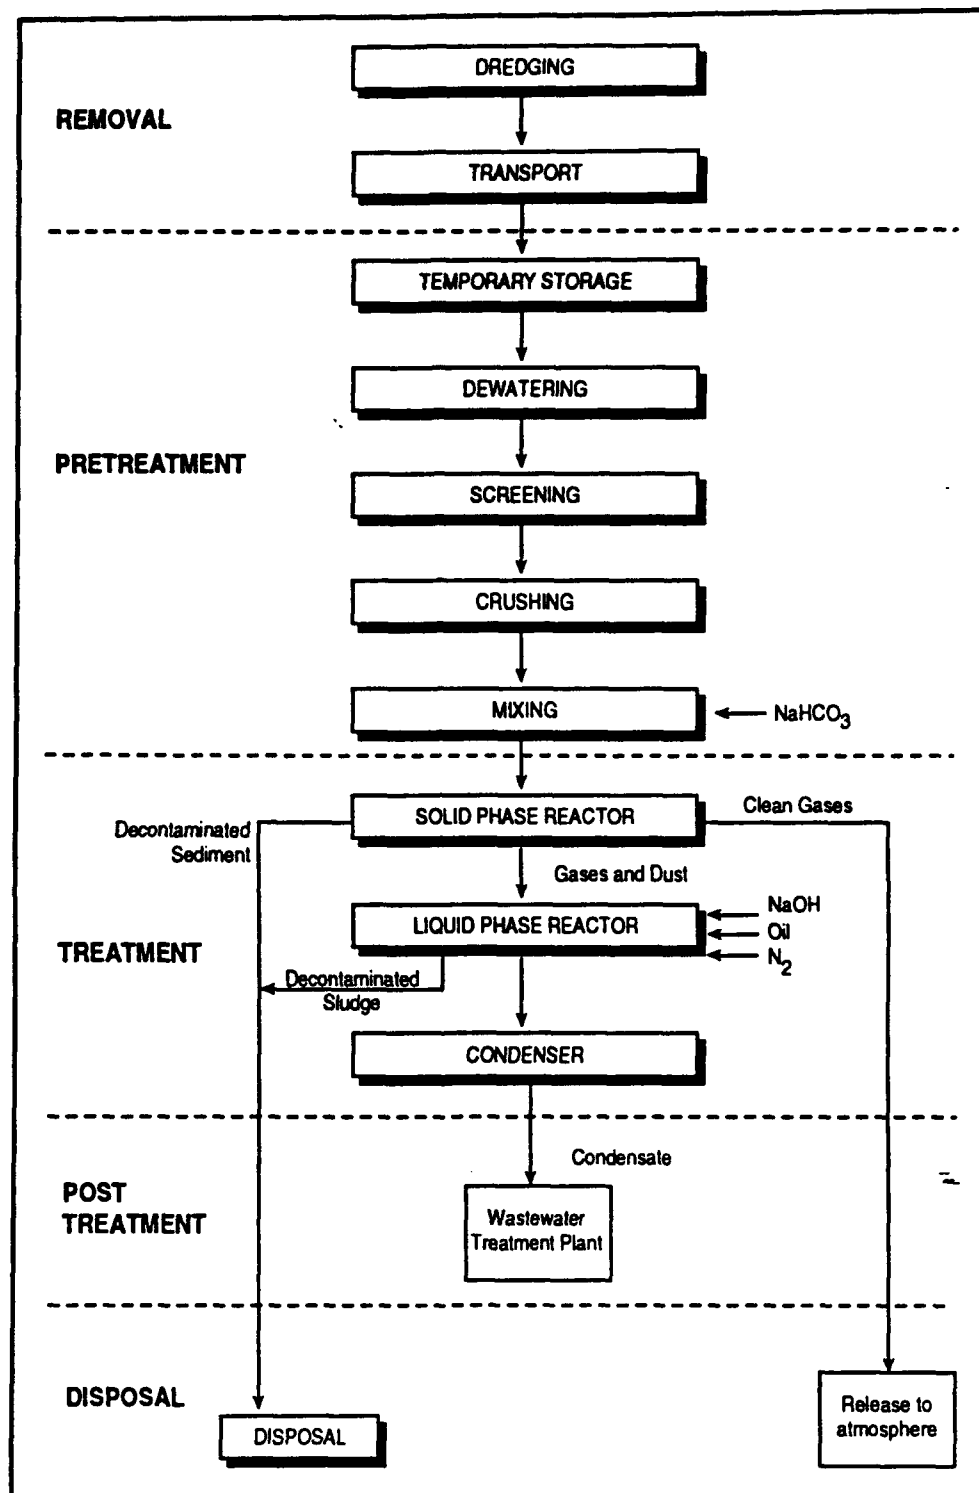 DREDGING
REMOVAL
TRANSPORT
TEMPORARY STORAGE
DEWATERING
PRETREATMENT
SCREENING
CRUSHING
MIXING
NaHCO3
SOLID PHASE REACTOR
Clean Gases
Decontaminated
Sediment
Gases and Dust
TREATMENT
LIQUID PHASE REACTOR
NaOH
Oil
N2
Decontaminated
Sludge
CONDENSER
Condensate
POST
TREATMENT
Wastewater
Treatment Plant
DISPOSAL
DISPOSAL
Release to
atmosphere